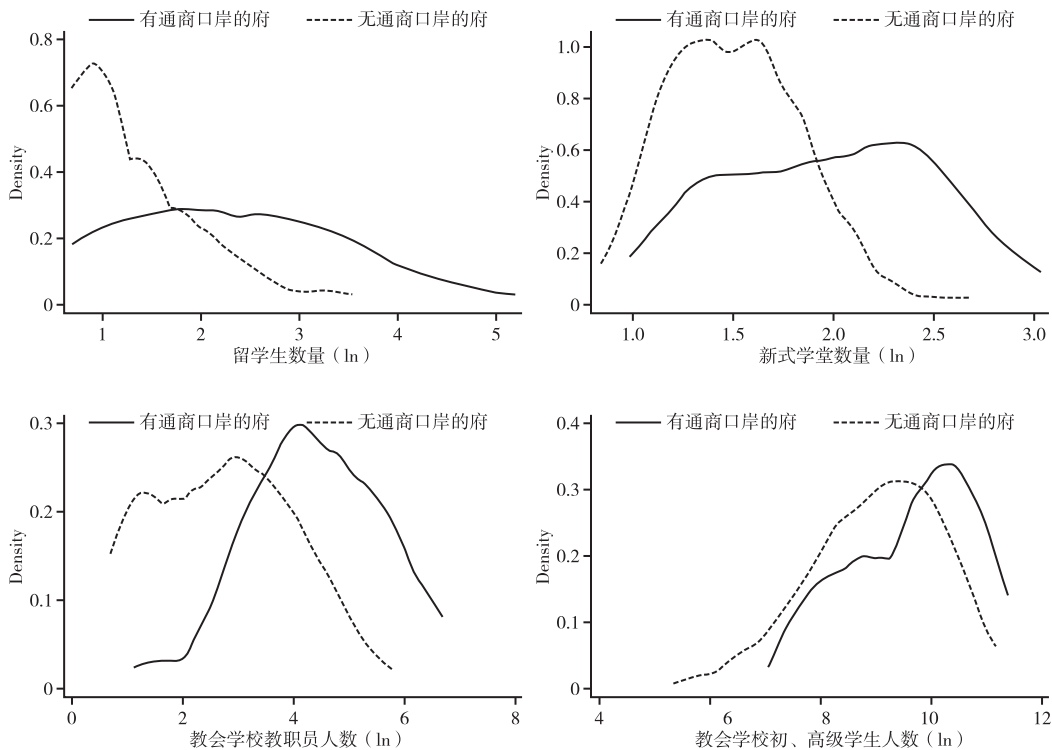 有通商口岸的府 无通商口岸的府
0.8
0.6
0.4
0.2
0
Density
1 2 3 4 5
留学生数量（ln）
有通商口岸的府 无通商口岸的府
1.0
0.8
0.6
0.4
0.2
0
Density
1.0 1.5 2.0 2.5 3.0
新式学堂数量（ln）
有通商口岸的府 无通商口岸的府
0.3
0.2
0.1
0
Density
0 2 4 6 8
教会学校教职员人数（ln）
有通商口岸的府 无通商口岸的府
0.4
0.3
0.2
0.1
0
Density
4 6 8 10 12
教会学校初、高级学生人数（ln）